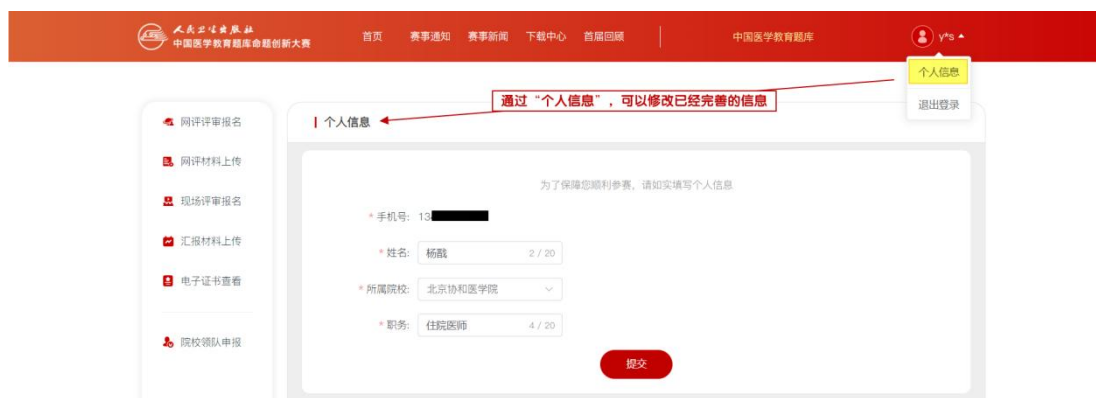 人民卫生出版社
中国医学教育题库命题创新大赛
首页 赛事通知 赛事新闻 下载中心 首届回顾 中国医学教育题库 y*s
个人信息
退出登录
通过“个人信息”，可以修改已经完善的信息
个人信息
网评评审报名
网评材料上传
现场评审报名
汇报材料上传
电子证书查看
院校领队申报
为了保障您顺利参赛，请如实填写个人信息
* 手机号: 13
* 姓名: 杨戬 2 / 20
* 所属院校: 北京协和医学院
* 职务: 住院医师 4 / 20
提交